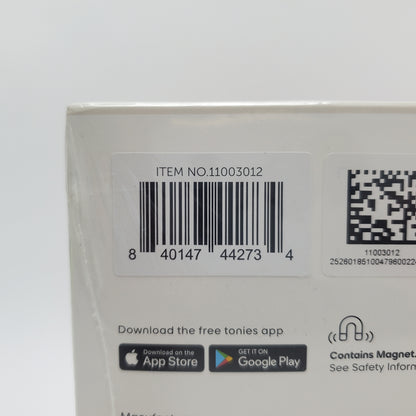 ITEM NO.11003012
8 40147 44273 4
11003012
2526018510047960022
Download the free tonies app
Download on the
App Store
GET IT ON
Google Play
Contains Magnet.
See Safety Inform